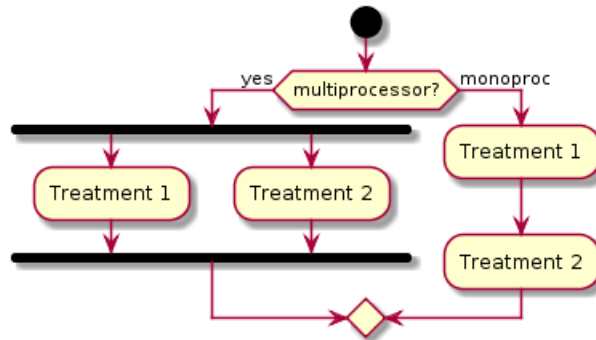 yes
multiprocessor?
monoproc
Treatment 1
Treatment 2
Treatment 1
Treatment 2